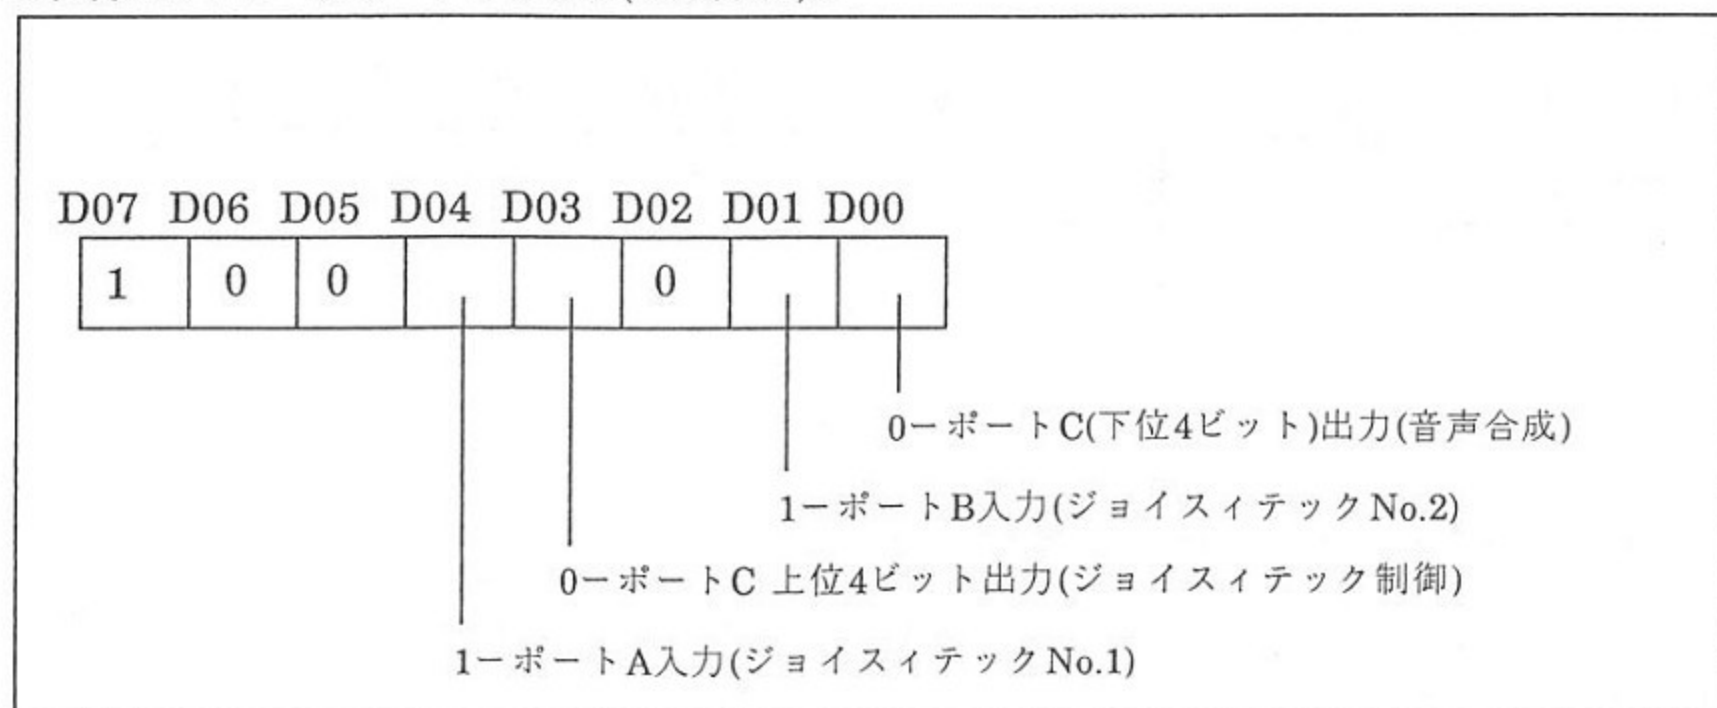 D07 D06 D05 D04 D03 D02 D01 D00
1 0 0 0
0ーポートC(下位4ビット)出力(音声合成)
1ーポートB入力(ジョイスィテックNo.2)
0ーポートC 上位4ビット出力(ジョイスィテック制御)
1ーポートA入力(ジョイスィテックNo.1)